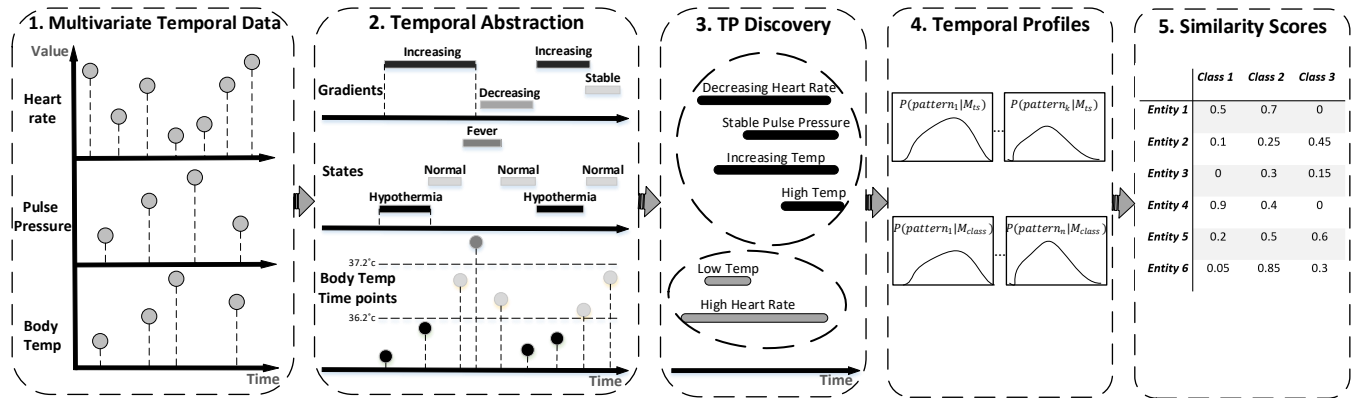 1. Multivariate Temporal Data
Value
Heart
rate
Pulse
Pressure
Body
Temp
Time
2. Temporal Abstraction
Increasing
Increasing
Stable
Gradients
Decreasing
Fever
States
Normal
Normal
Normal
Hypothermia
Hypothermia
37.2°c
Body Temp
Time points
36.2°c
Time
3. TP Discovery
Decreasing Heart Rate
Stable Pulse Pressure
Increasing Temp
High Temp
Low Temp
High Heart Rate
Time
4. Temporal Profiles
P(pattern₁|Mₜₛ) ... P(patternₖ|Mₜₛ)
P(pattern₁|M_class) ... P(patternₙ|M_class)
5. Similarity Scores
Class 1 Class 2 Class 3
Entity 1 0.5 0.7 0
Entity 2 0.1 0.25 0.45
Entity 3 0 0.3 0.15
Entity 4 0.9 0.4 0
Entity 5 0.2 0.5 0.6
Entity 6 0.05 0.85 0.3